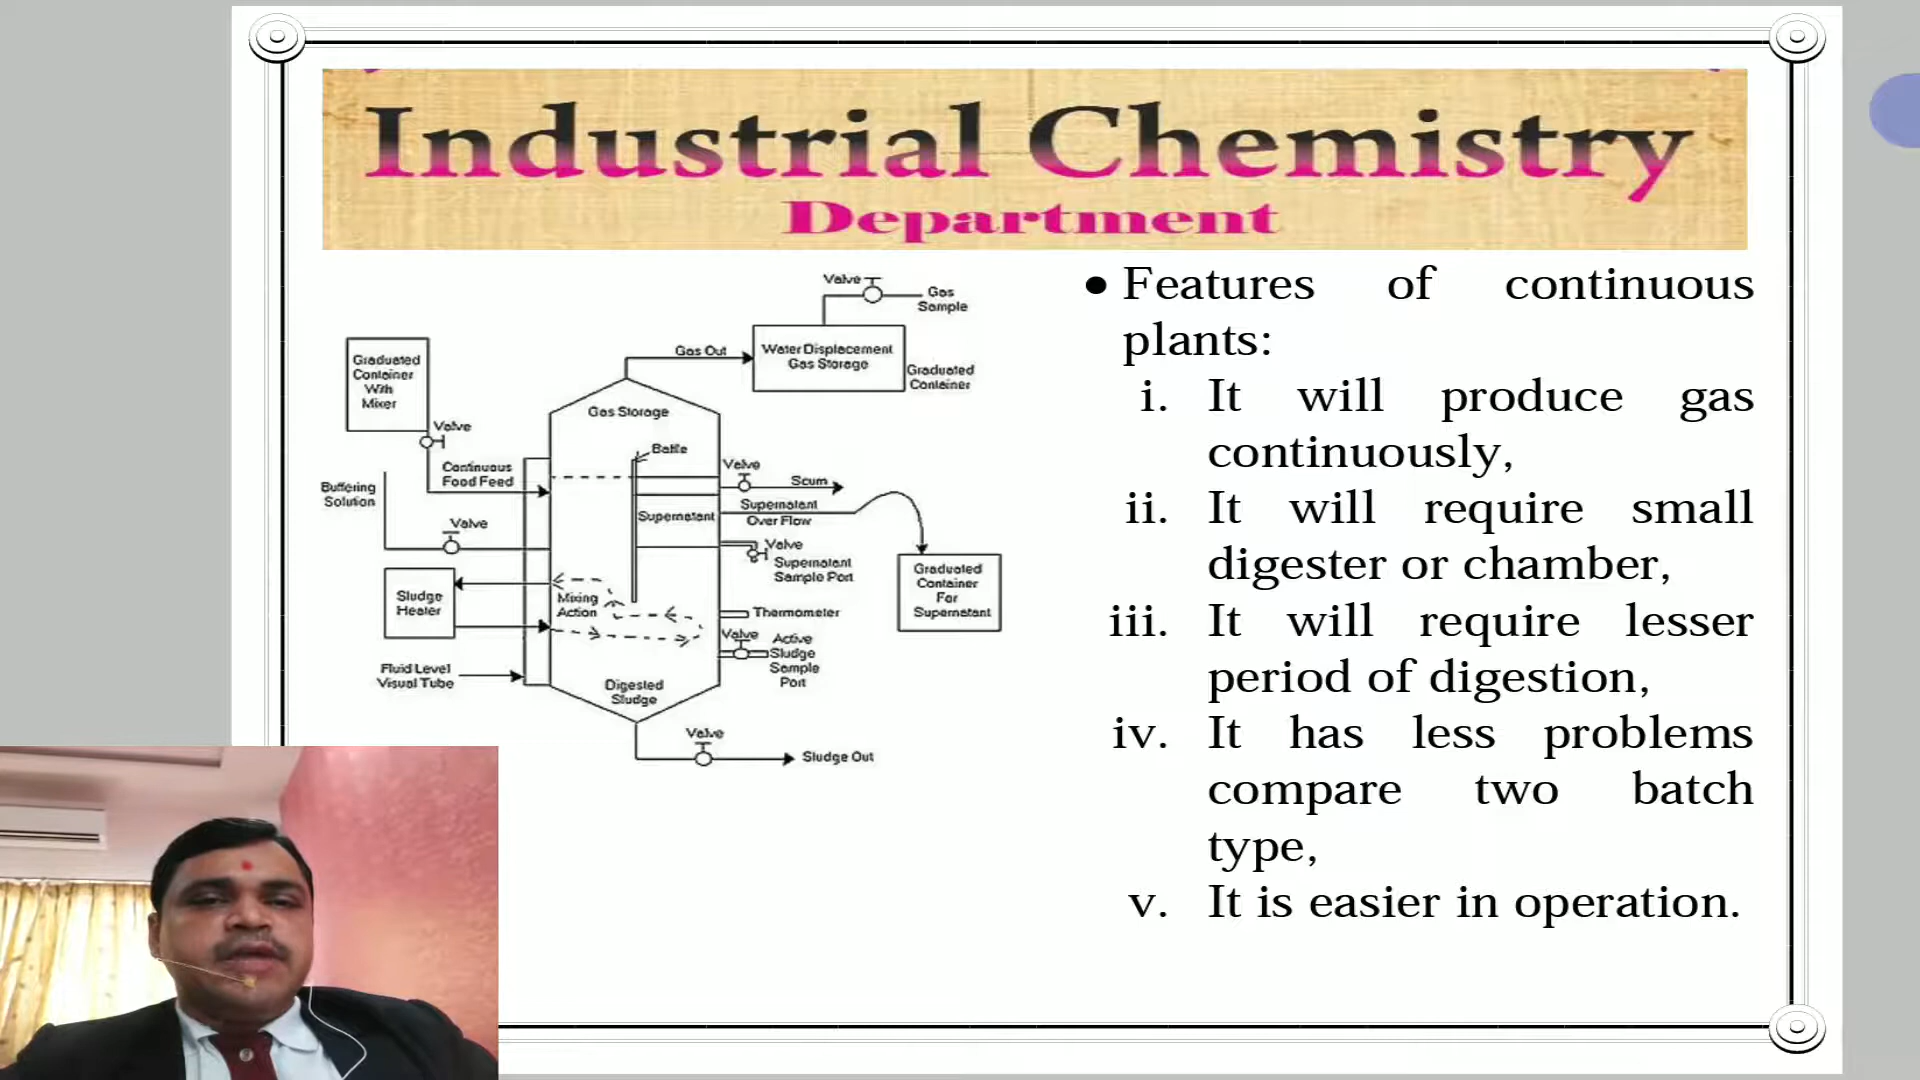 Industrial Chemistry
Department
Valve
Gas
Sample
Graduated
Container
With
Mixer
Gas Out
Water Displacement
Gas Storage
Graduated
Container
Gas Storage
Valve
Baffle
Continuous
Food Feed
Valve
Scum
Buffering
Solution
Supernatant
Supernatant
Over Flow
Valve
Valve
Supernatant
Sample Port
Graduated
Container
For
Supernatant
Sludge
Heater
Mixing
Action
Thermometer
Valve
Active
Sludge
Sample
Port
Fluid Level
Visual Tube
Digested
Sludge
Valve
Sludge Out
● Features of continuous
plants:
i. It will produce gas
continuously,
ii. It will require small
digester or chamber,
iii. It will require lesser
period of digestion,
iv. It has less problems
compare two batch
type,
v. It is easier in operation.